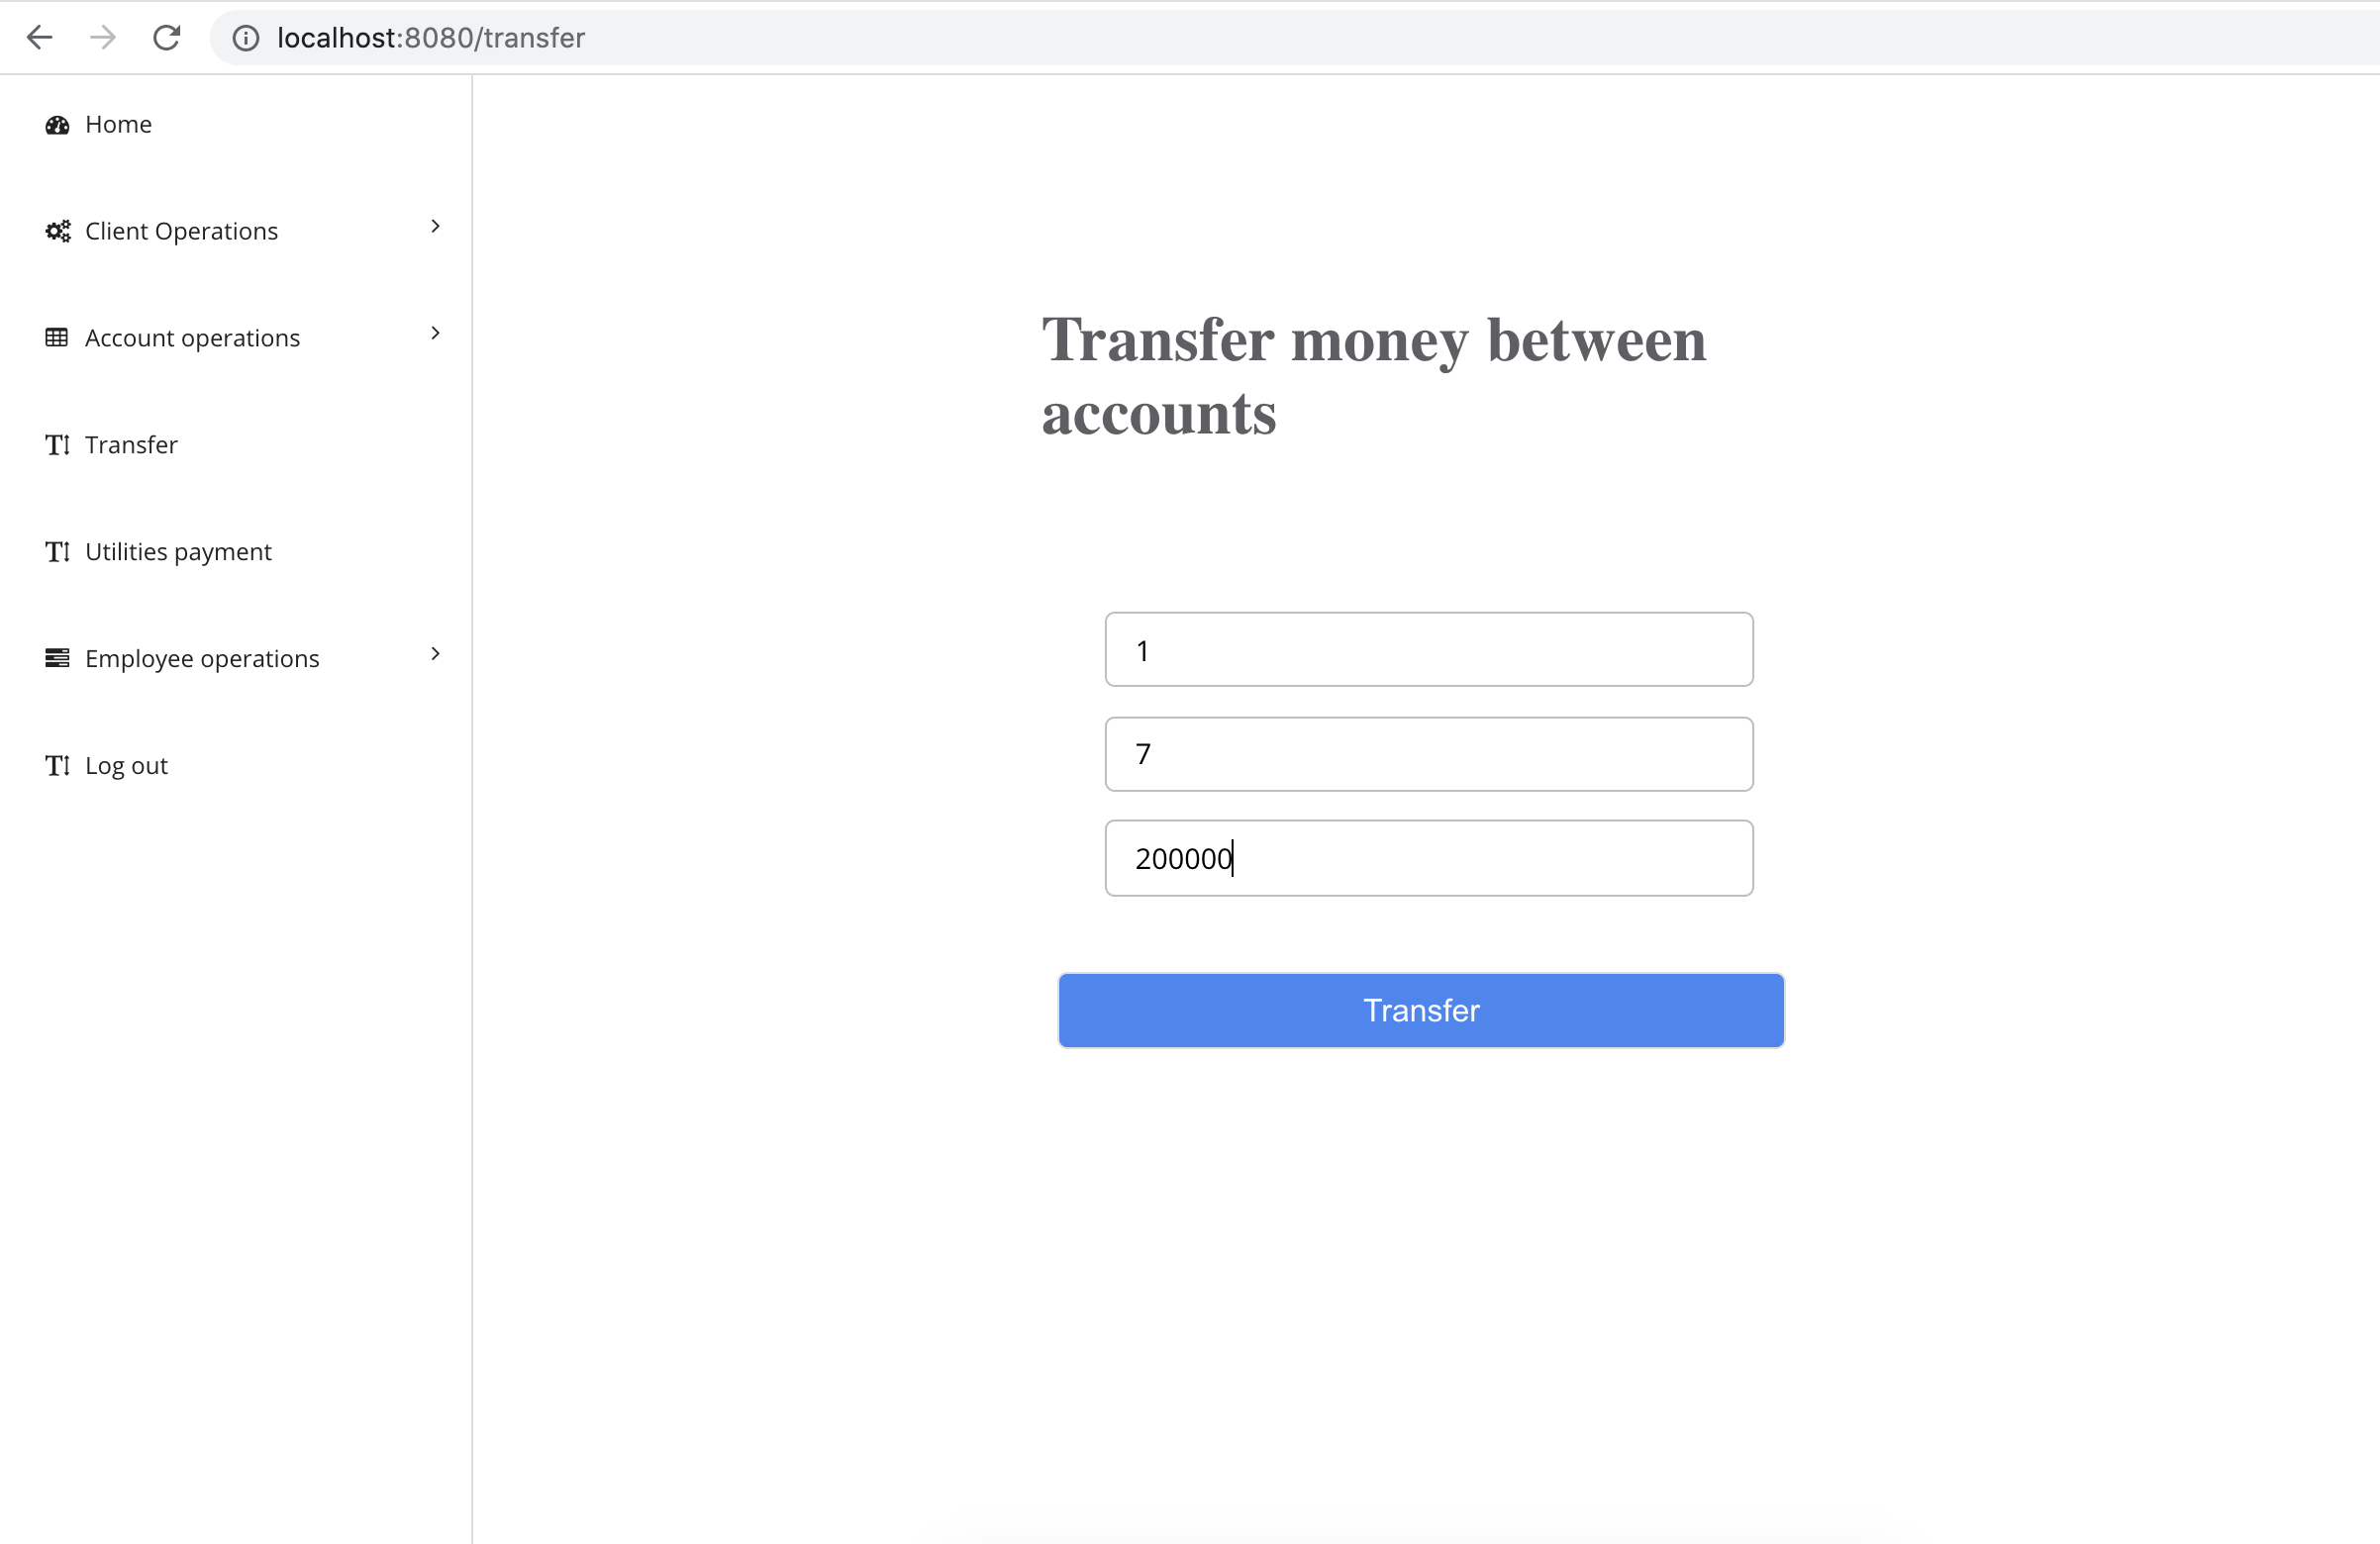 localhost:8080/transfer
Home
Client Operations
Account operations
Transfer
Utilities payment
Employee operations
Log out
Transfer money between
accounts
1
7
200000
Transfer